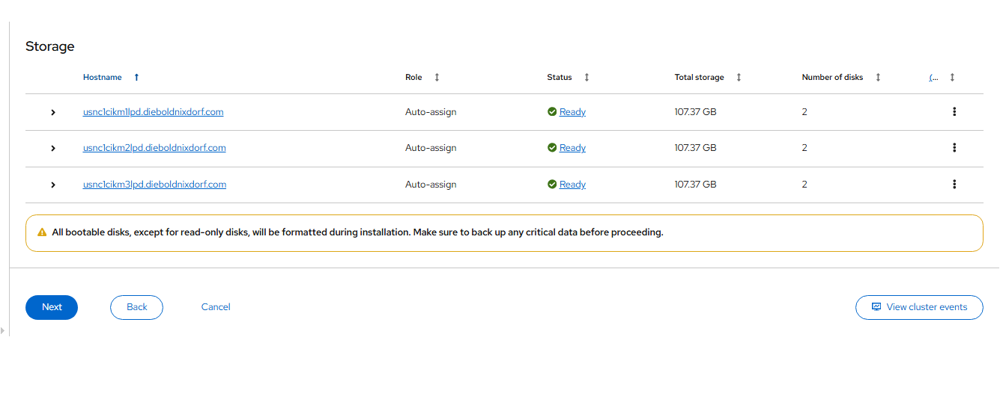 Storage
Hostname Role Status Total storage Number of disks (...
usnc1cikm1lpd.dieboldnixdorf.com Auto-assign Ready 107.37 GB 2
usnc1cikm2lpd.dieboldnixdorf.com Auto-assign Ready 107.37 GB 2
usnc1cikm3lpd.dieboldnixdorf.com Auto-assign Ready 107.37 GB 2
All bootable disks, except for read-only disks, will be formatted during installation. Make sure to back up any critical data before proceeding.
Next Back Cancel View cluster events